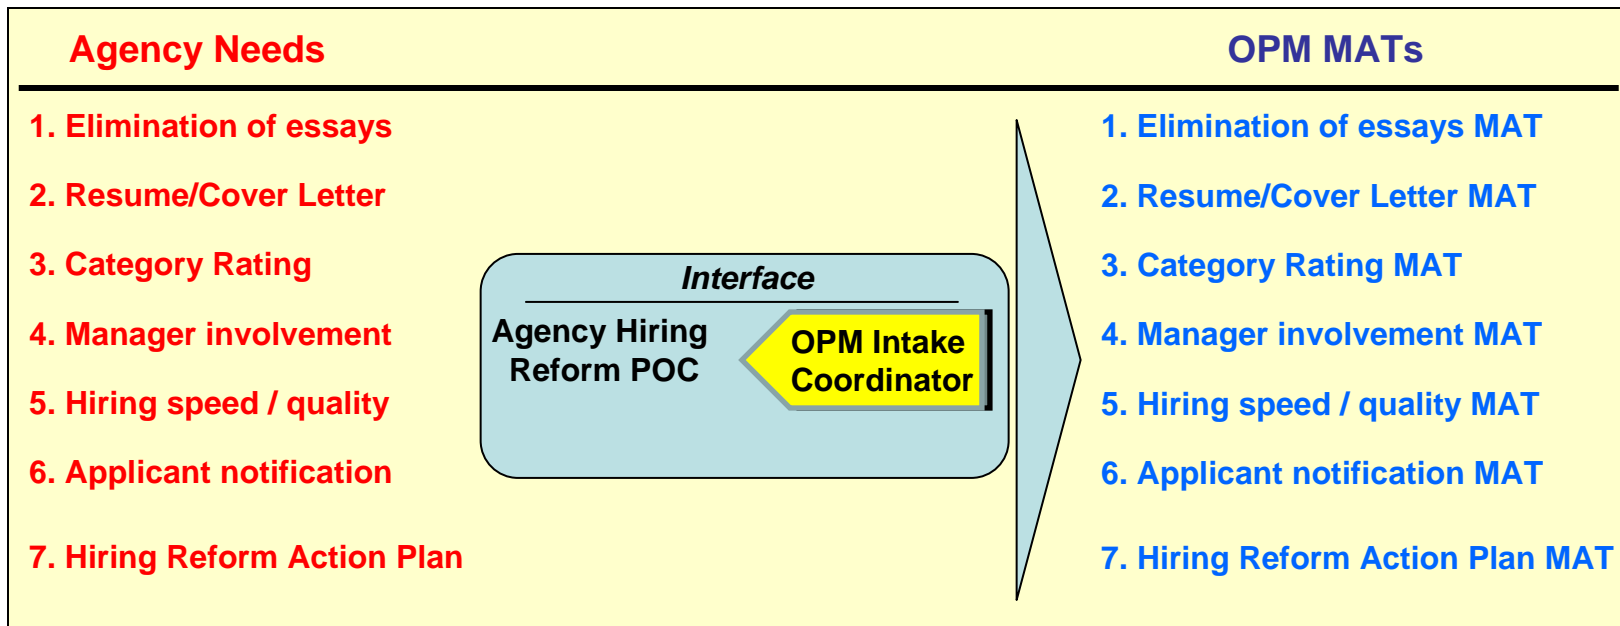 Agency Needs
OPM MATs
1. Elimination of essays
2. Resume/Cover Letter
3. Category Rating
4. Manager involvement
5. Hiring speed / quality
6. Applicant notification
7. Hiring Reform Action Plan
Interface
Agency Hiring
Reform POC
OPM Intake
Coordinator
1. Elimination of essays MAT
2. Resume/Cover Letter MAT
3. Category Rating MAT
4. Manager involvement MAT
5. Hiring speed / quality MAT
6. Applicant notification MAT
7. Hiring Reform Action Plan MAT